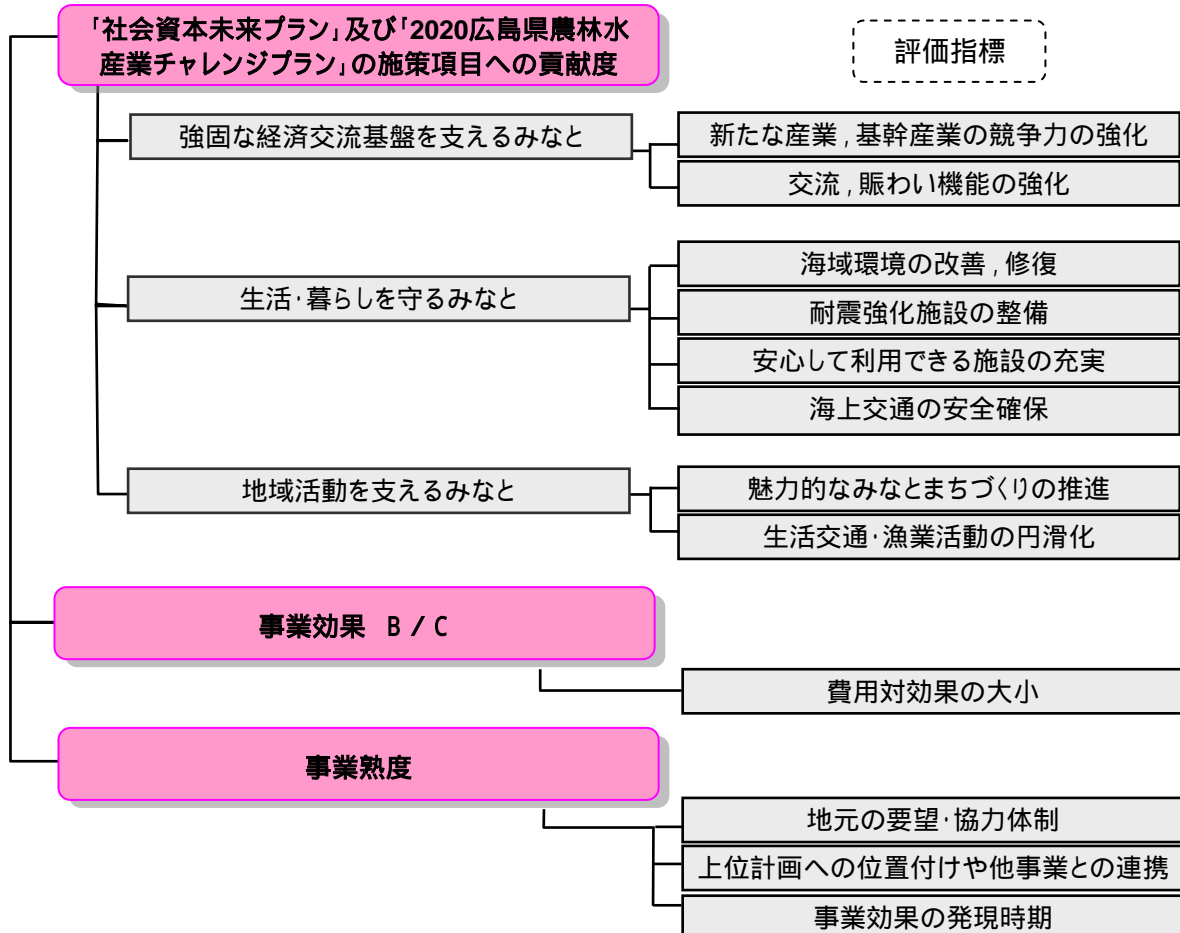 「社会資本未来プラン」及び「2020広島県農林水
産業チャレンジプラン」の施策項目への貢献度
評価指標
強固な経済交流基盤を支えるみなと
新たな産業,基幹産業の競争力の強化
交流,賑わい機能の強化
生活・暮らしを守るみなと
海域環境の改善,修復
耐震強化施設の整備
安心して利用できる施設の充実
海上交通の安全確保
地域活動を支えるみなと
魅力的なみなとまちづくりの推進
生活交通・漁業活動の円滑化
事業効果 B/C
費用対効果の大小
事業熟度
地元の要望・協力体制
上位計画への位置付けや他事業との連携
事業効果の発現時期